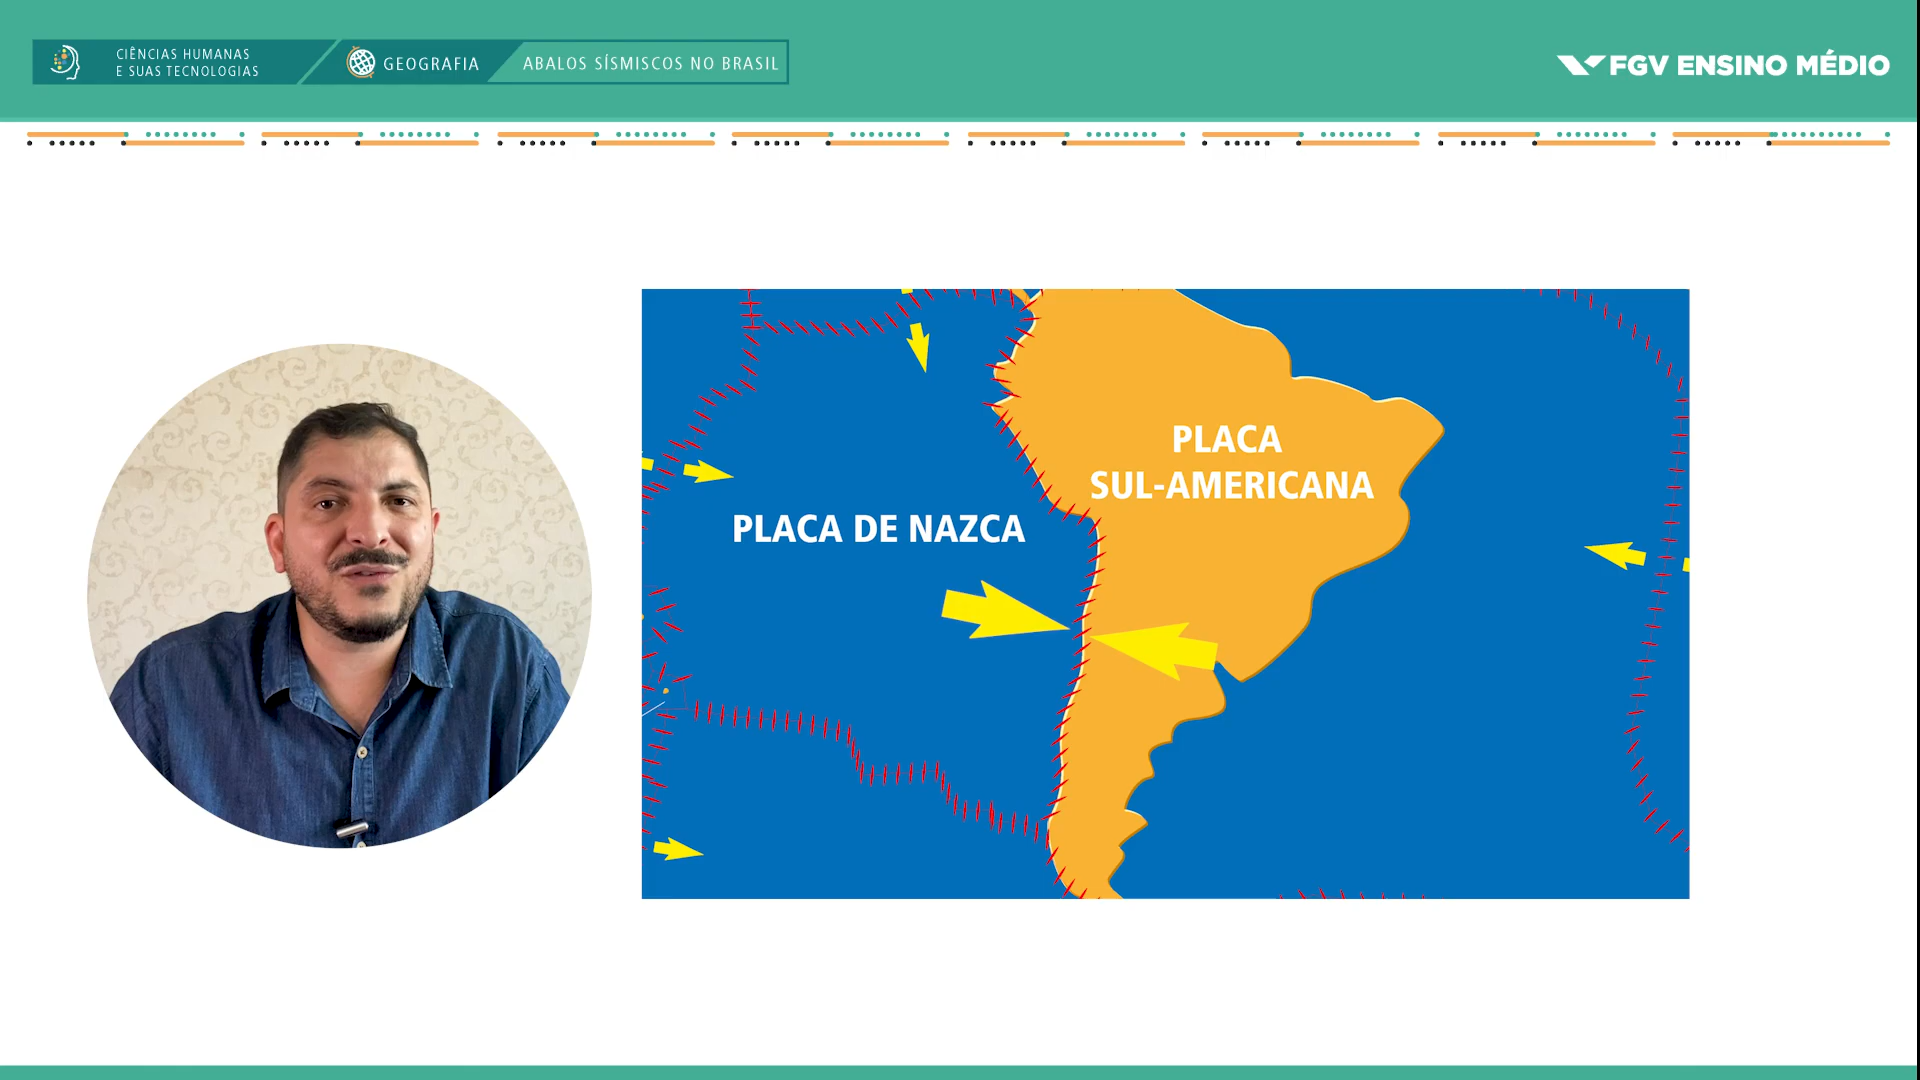 CIÊNCIAS HUMANAS
E SUAS TECNOLOGIAS
GEOGRAFIA
ABALOS SÍSMISCOS NO BRASIL
FGV ENSINO MÉDIO
PLACA
SUL-AMERICANA
PLACA DE NAZCA